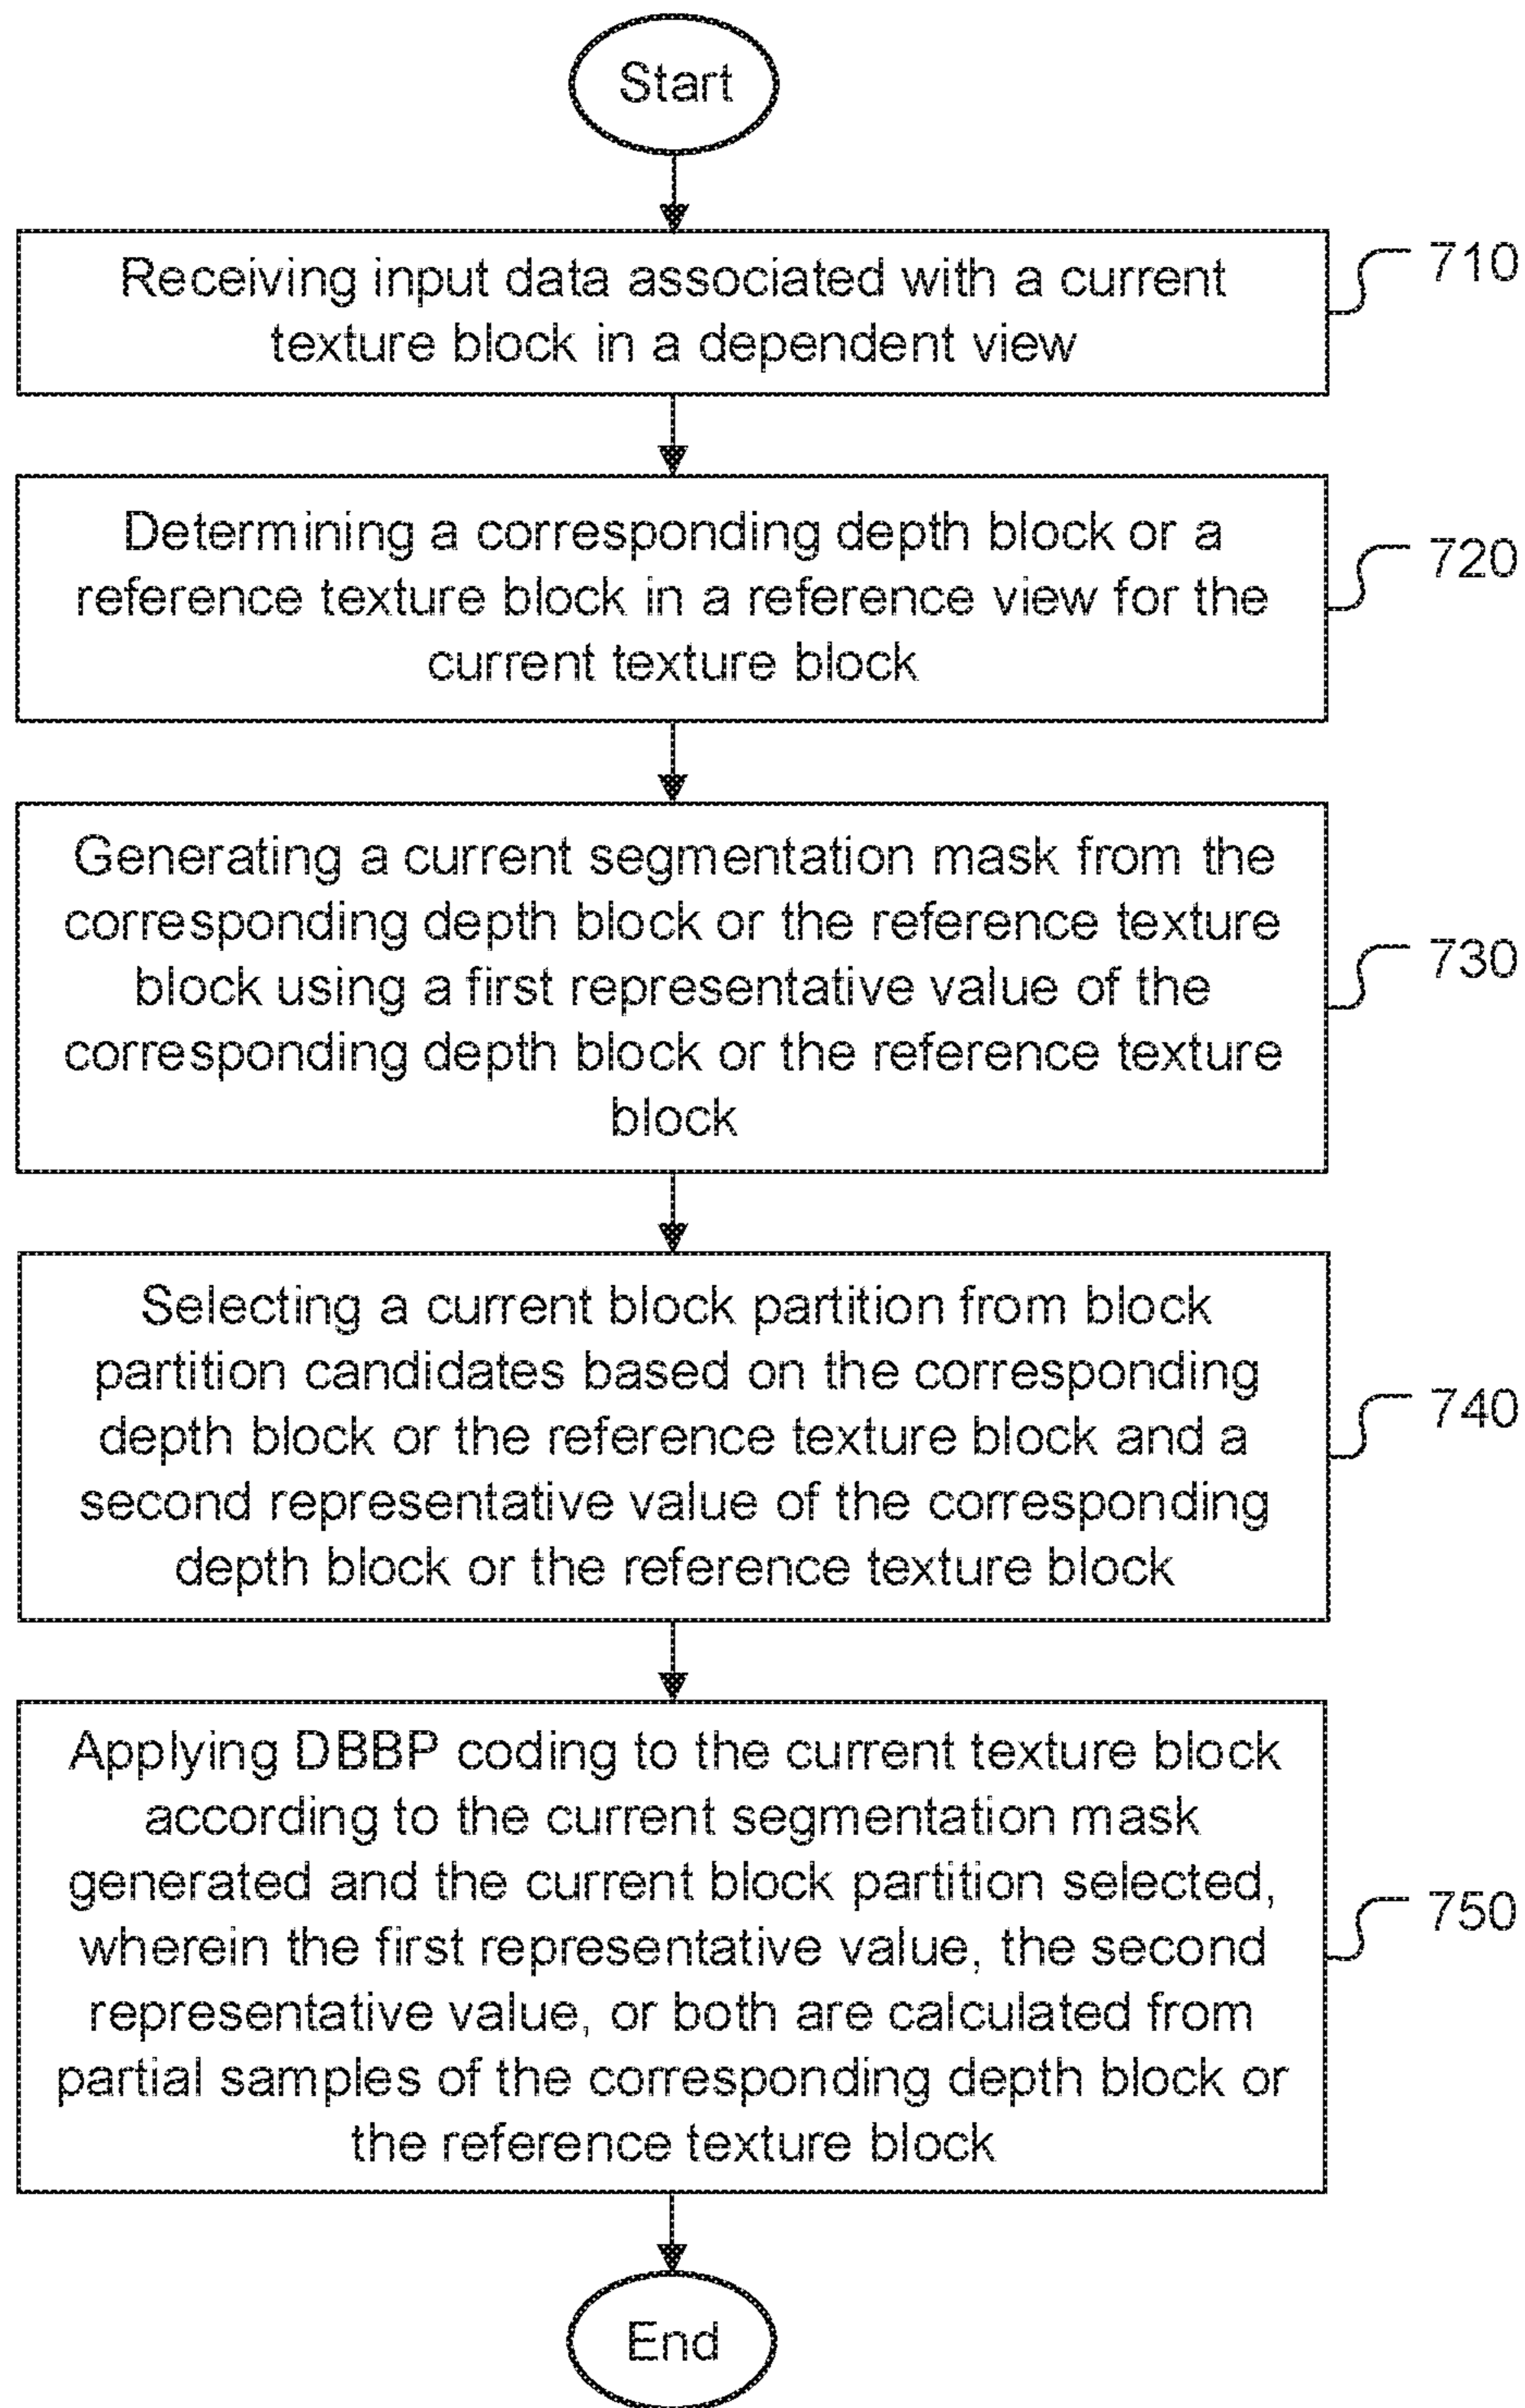 Start
Receiving input data associated with a current
texture block in a dependent view
710
Determining a corresponding depth block or a
reference texture block in a reference view for the
current texture block
720
Generating a current segmentation mask from the
corresponding depth block or the reference texture
block using a first representative value of the
corresponding depth block or the reference texture
block
730
Selecting a current block partition from block
partition candidates based on the corresponding
depth block or the reference texture block and a
second representative value of the corresponding
depth block or the reference texture block
740
Applying DBBP coding to the current texture block
according to the current segmentation mask
generated and the current block partition selected,
wherein the first representative value, the second
representative value, or both are calculated from
partial samples of the corresponding depth block or
the reference texture block
750
End